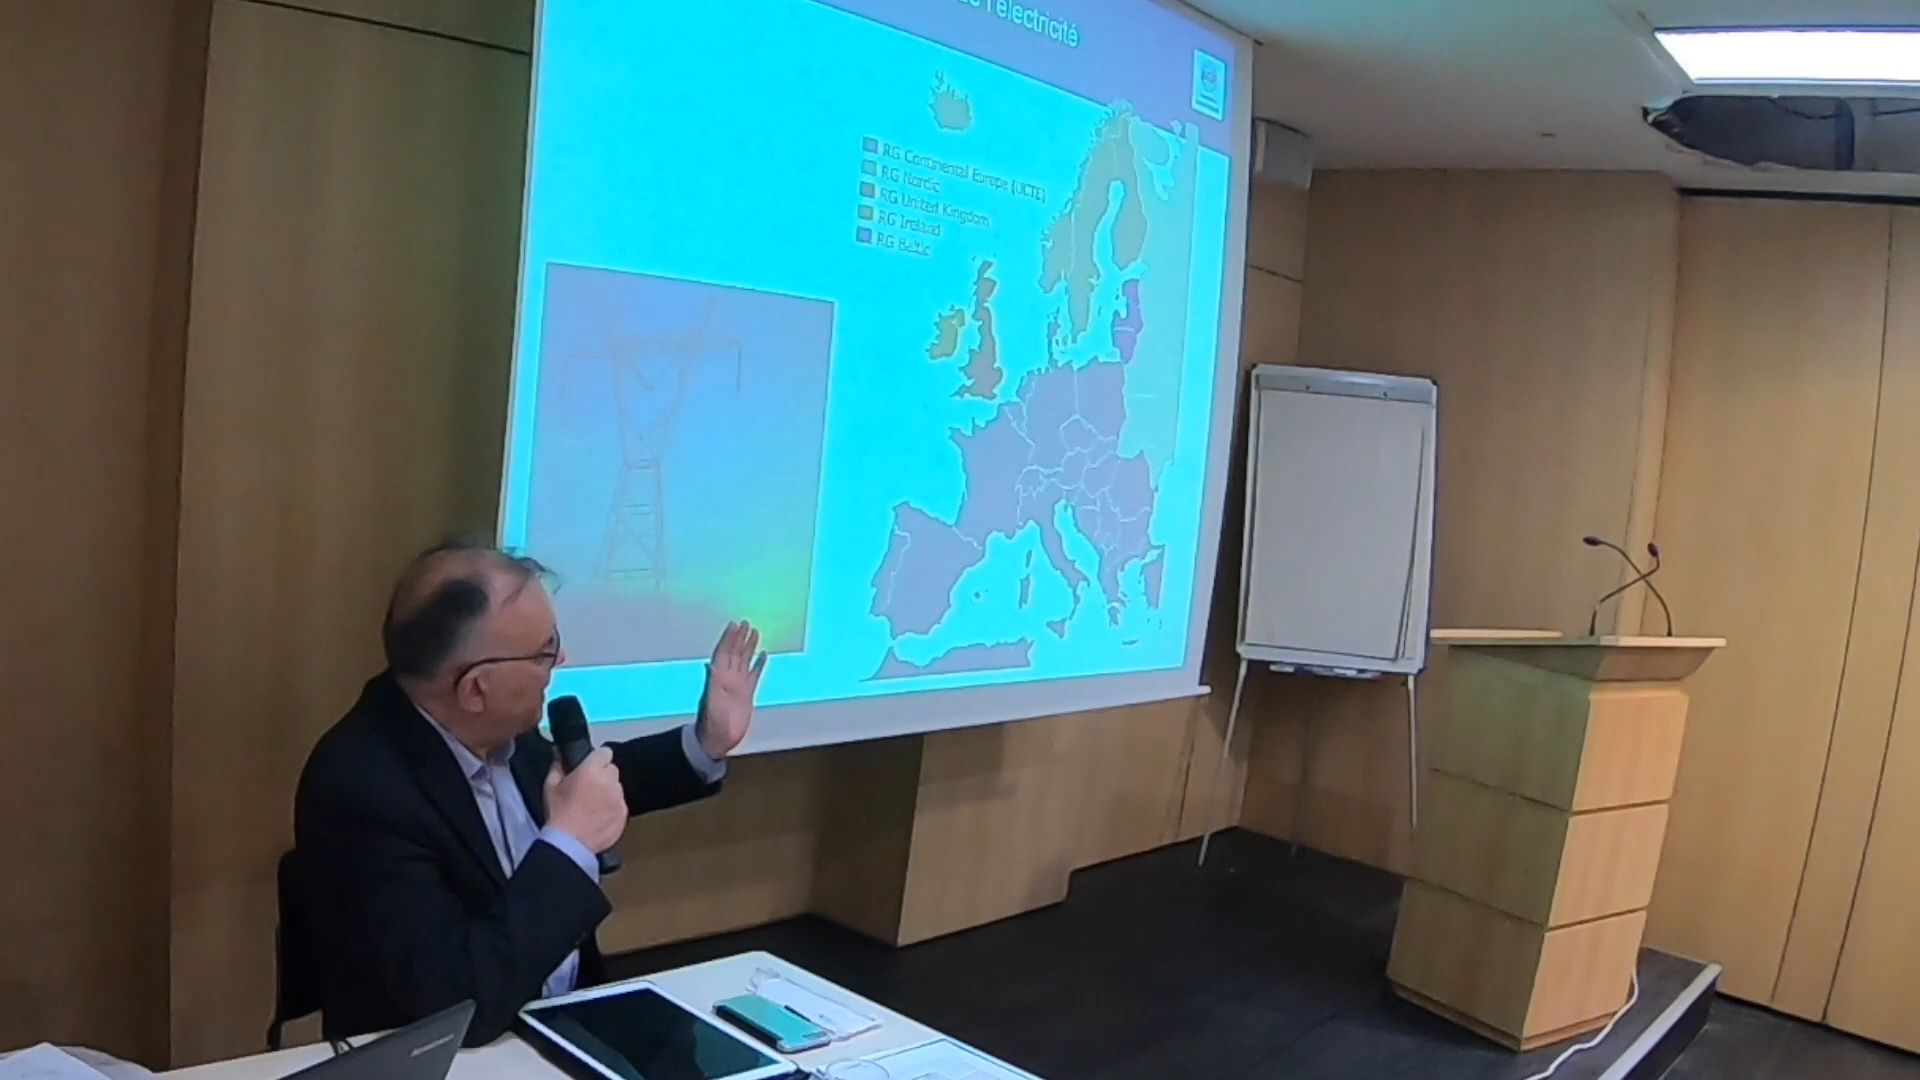 l'électricité
RG Continental Europe (UCTE)
RG Nordic
RG United Kingdom
RG Ireland
RG Baltic